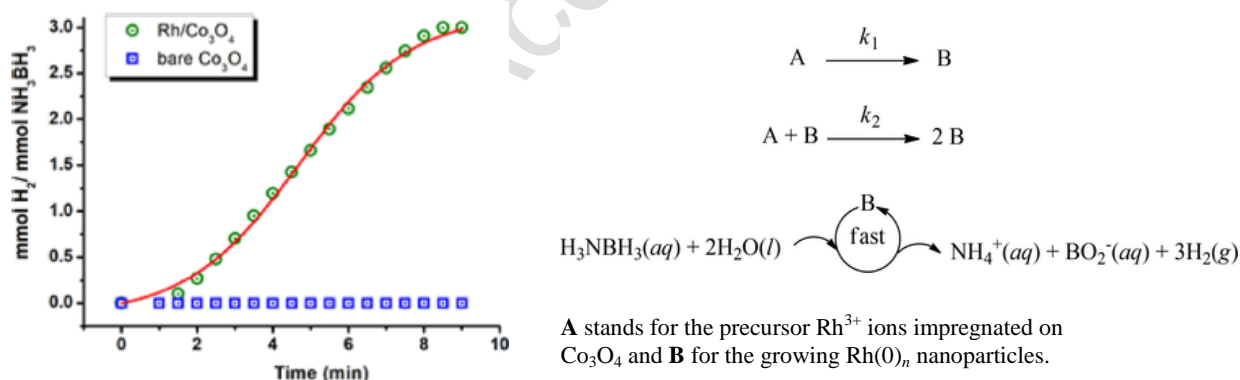 mmol H₂/ mmol NH₃BH₃
3.0
2.5
2.0
1.5
1.0
0.5
0.0
Rh/Co₃O₄
bare Co₃O₄
0 2 4 6 8 10
Time (min)
A k₁ B
A + B k₂ 2 B
B
fast
H₃NBH₃(aq) + 2H₂O(l) NH₄⁺(aq) + BO₂⁻(aq) + 3H₂(g)
A stands for the precursor Rh³⁺ ions impregnated on
Co₃O₄ and B for the growing Rh(0)ₙ nanoparticles.